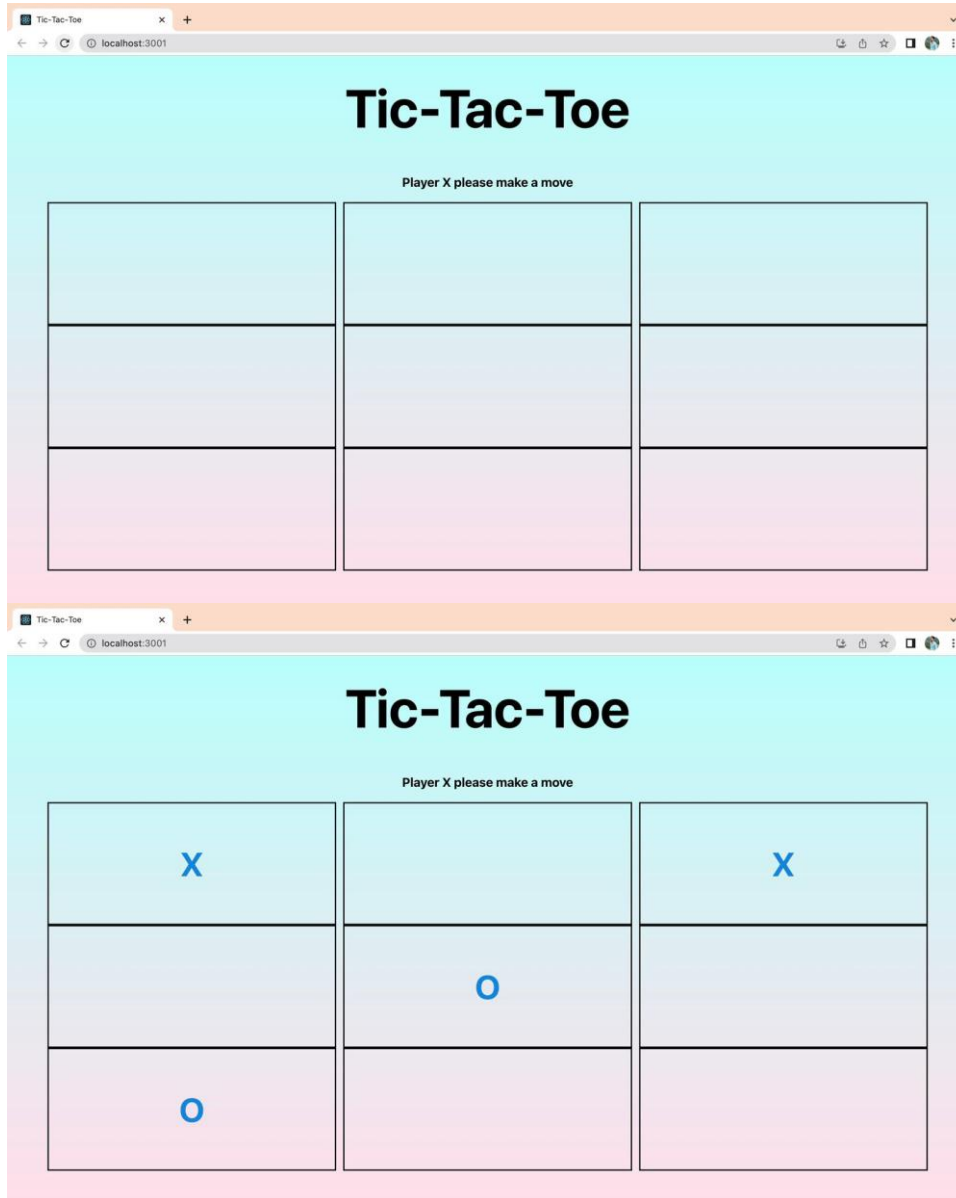 Tic-Tac-Toe
localhost:3001
Tic-Tac-Toe
Player X please make a move
Tic-Tac-Toe
localhost:3001
Tic-Tac-Toe
Player X please make a move
X X
O
O